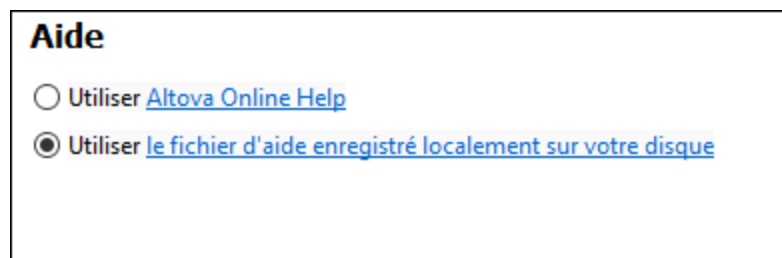 Aide
Utiliser Altova Online Help
Utiliser le fichier d'aide enregistré localement sur votre disque